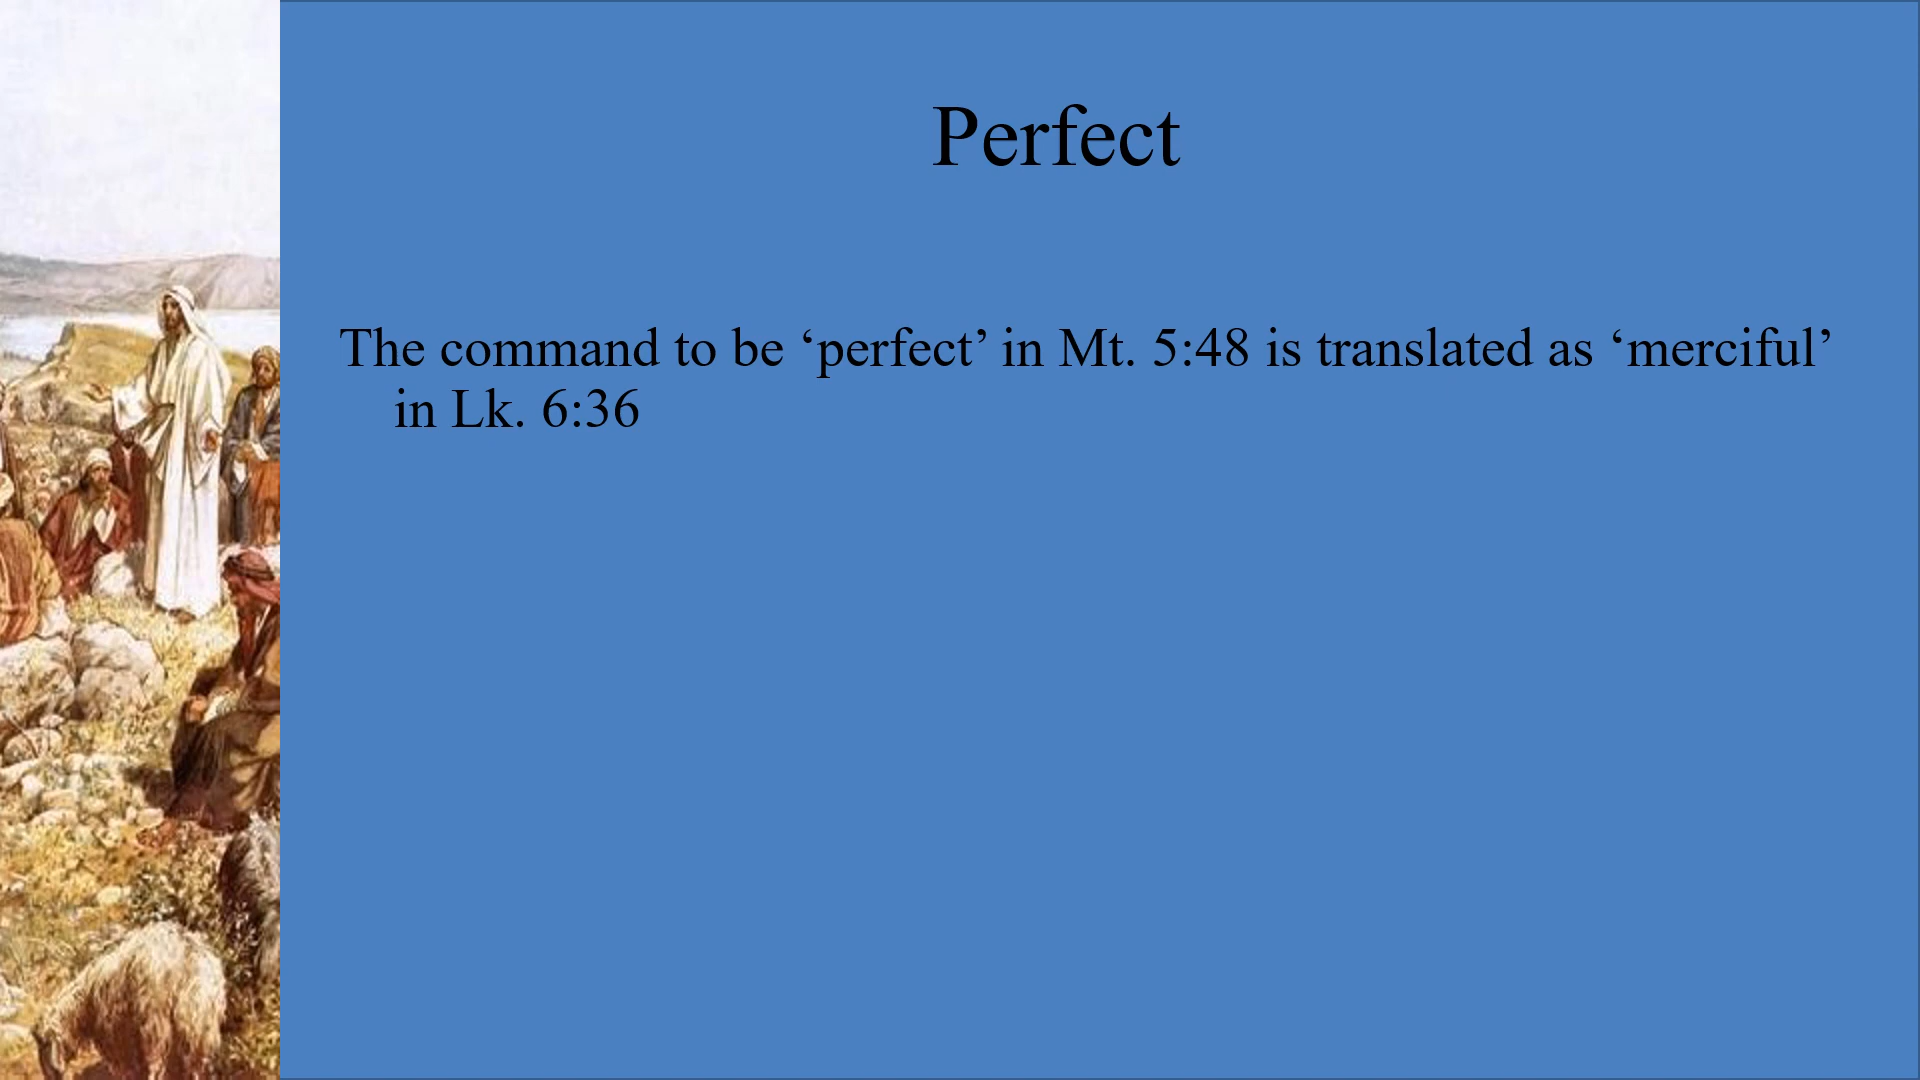 Perfect
The command to be ‘perfect’ in Mt. 5:48 is translated as ‘merciful’
in Lk. 6:36